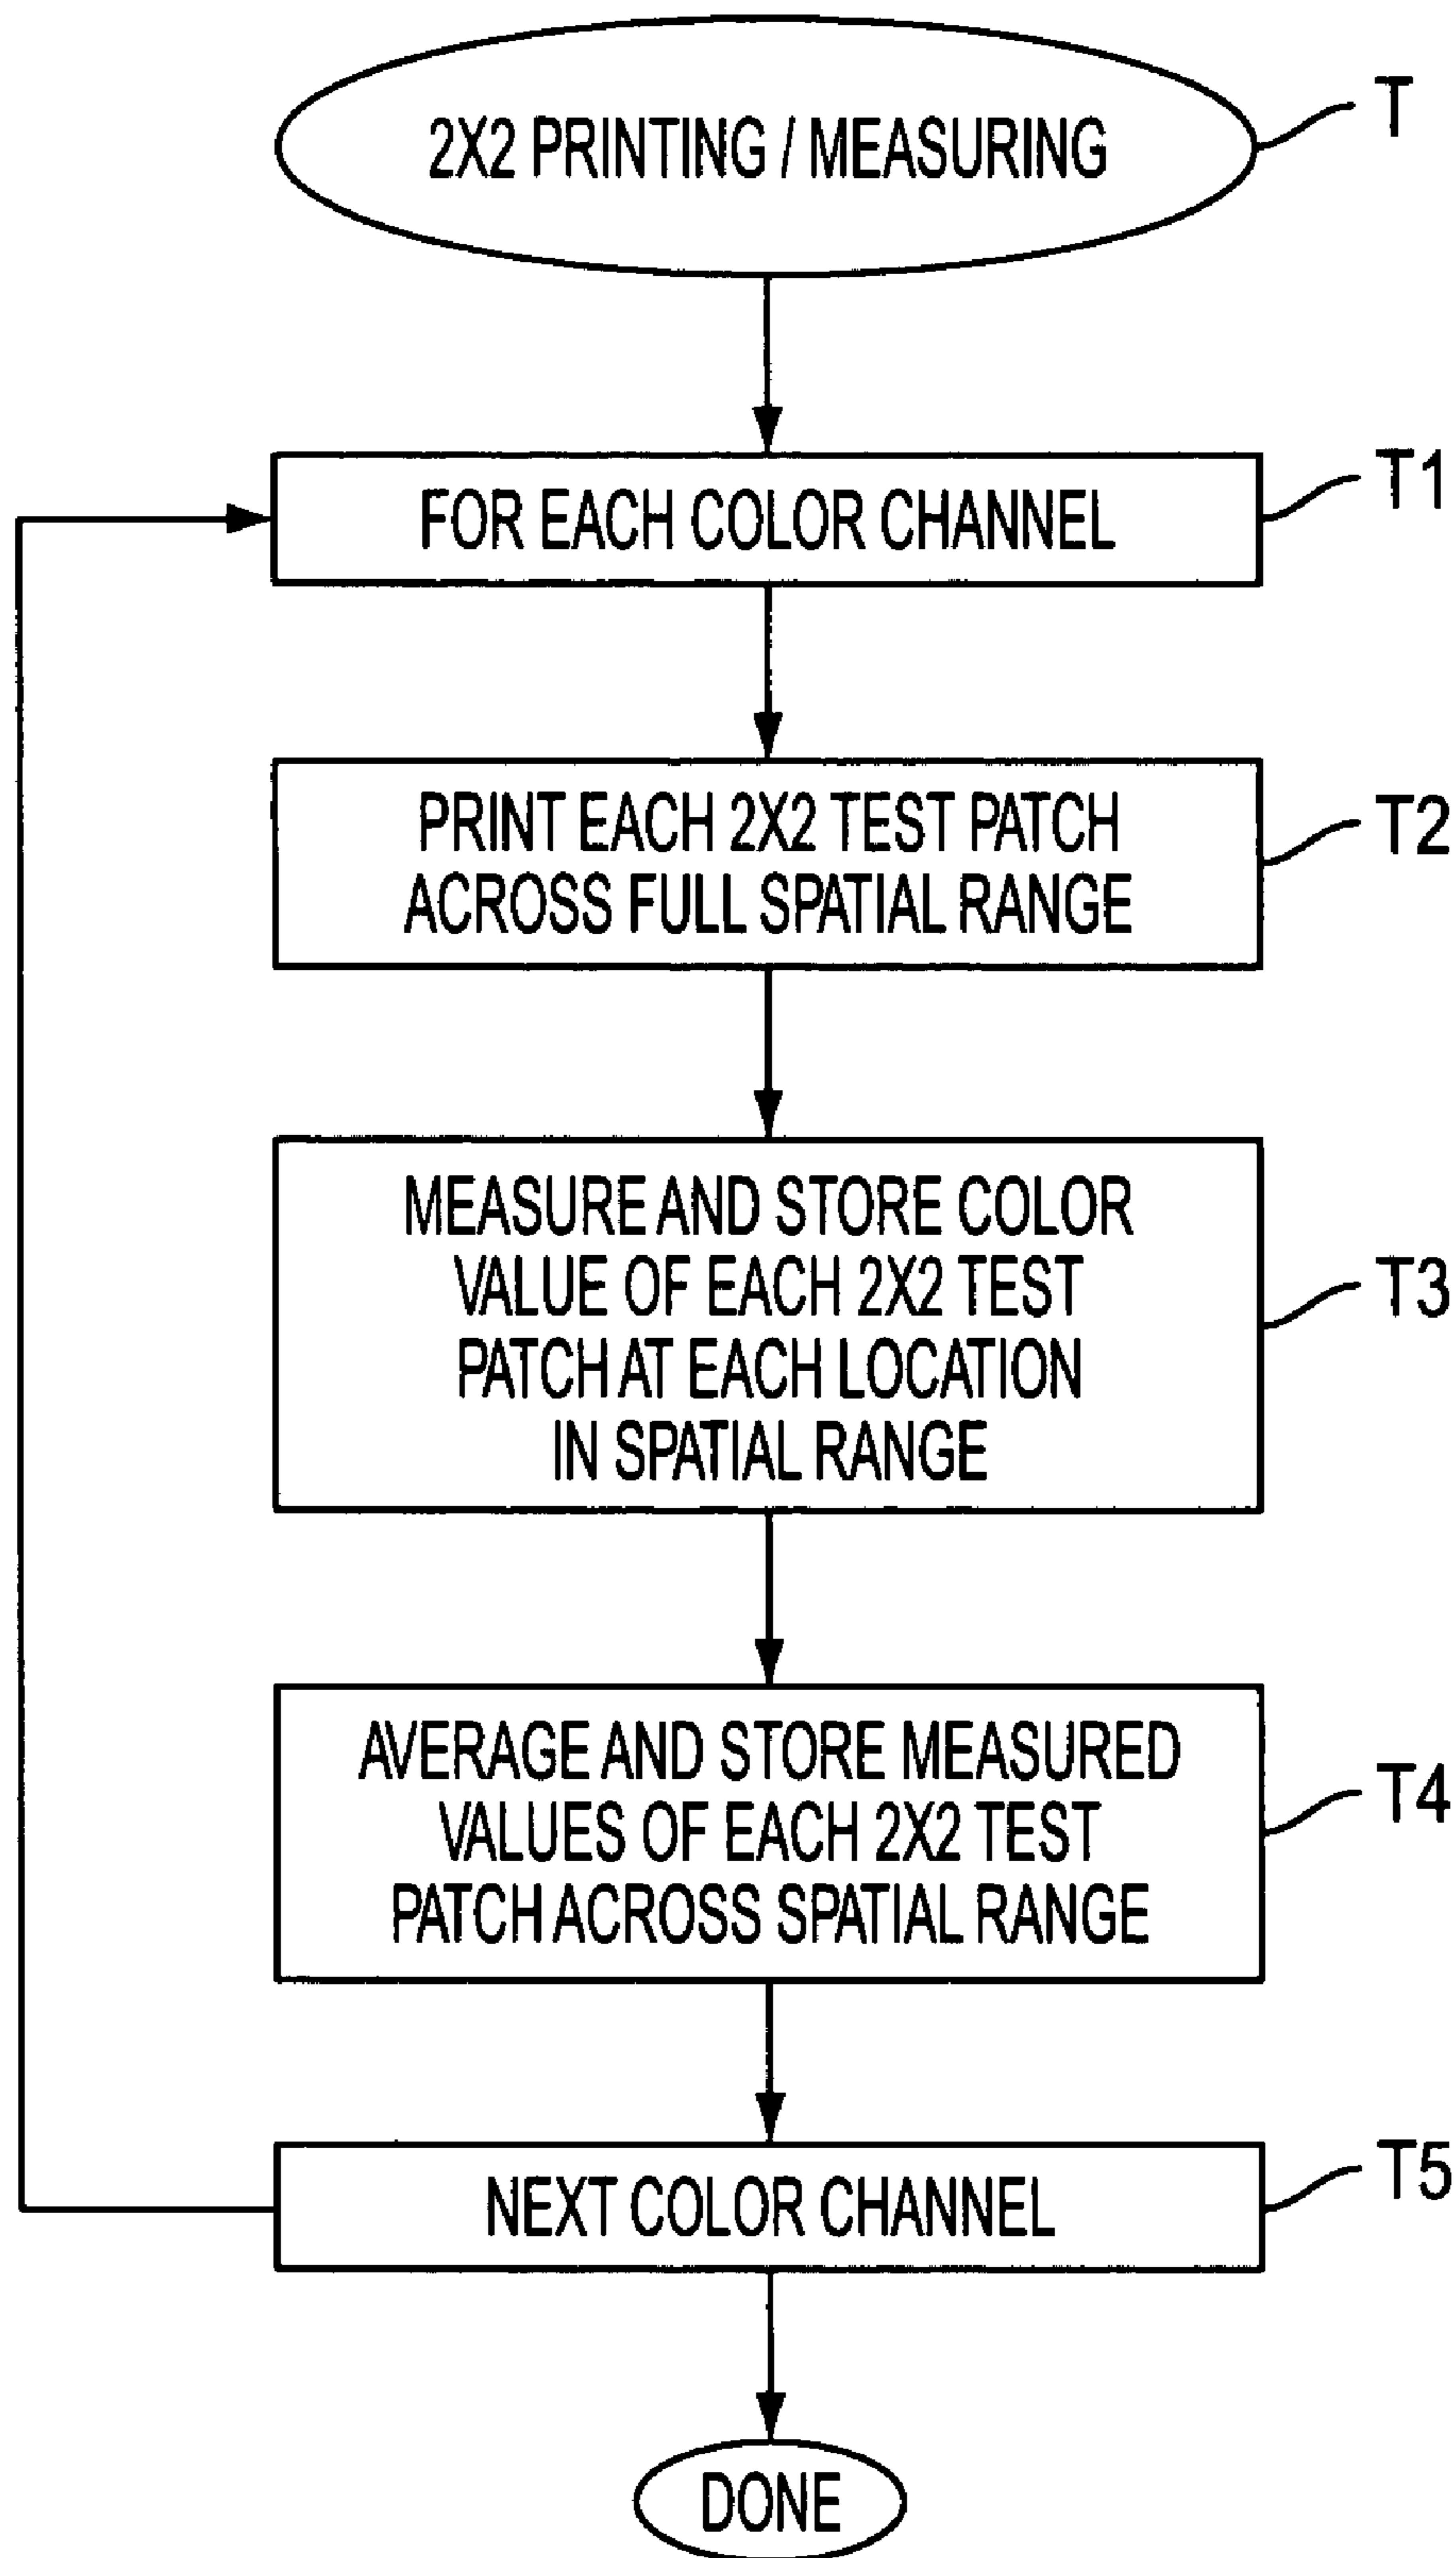 2X2 PRINTING / MEASURING
T
FOR EACH COLOR CHANNEL
T1
PRINT EACH 2X2 TEST PATCH
ACROSS FULL SPATIAL RANGE
T2
MEASURE AND STORE COLOR
VALUE OF EACH 2X2 TEST
PATCH AT EACH LOCATION
IN SPATIAL RANGE
T3
AVERAGE AND STORE MEASURED
VALUES OF EACH 2X2 TEST
PATCH ACROSS SPATIAL RANGE
T4
NEXT COLOR CHANNEL
T5
DONE